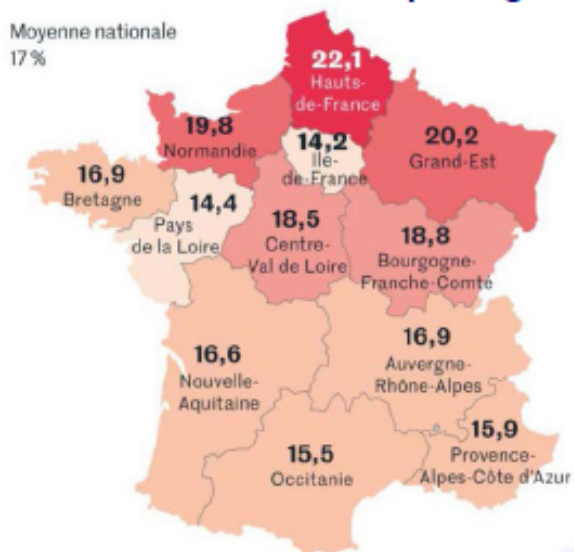 Moyenne nationale
17 %
22,1
Hauts-
de-France
19,8
Normandie
14,2
Ile-
de-France
20,2
Grand-Est
16,9
Bretagne
14,4
Pays
de la Loire
18,5
Centre-
Val de Loire
18,8
Bourgogne-
Franche-Comté
16,6
Nouvelle-
Aquitaine
16,9
Auvergne-
Rhône-Alpes
15,5
Occitanie
15,9
Provence-
Alpes-Côte d'Azur